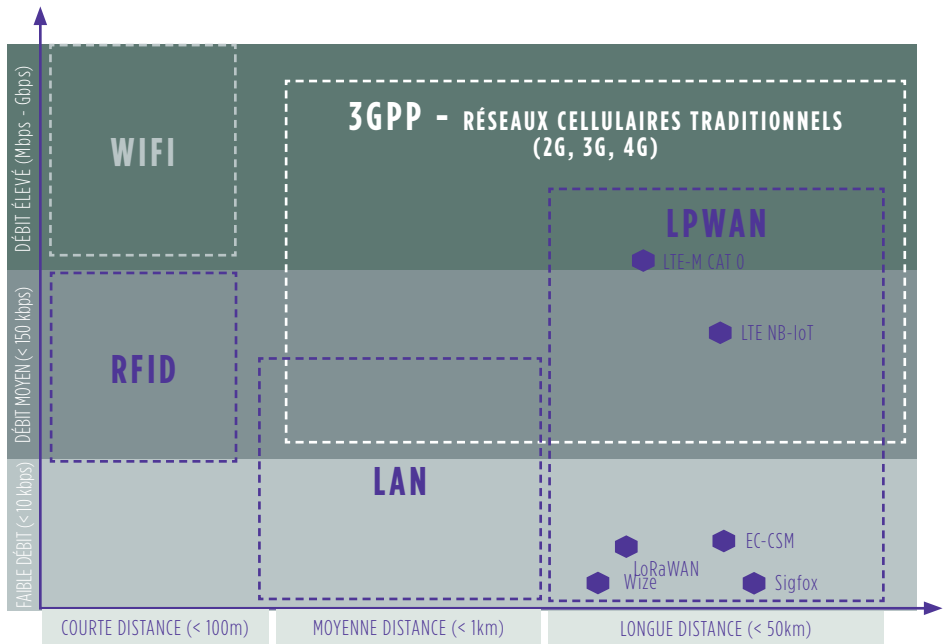 DÉBIT ÉLEVÉ (Mbps - Gbps)
DÉBIT MOYEN (< 150 kbps)
FAIBLE DÉBIT (< 10 kbps)
WIFI
3GPP - RÉSEAUX CELLULAIRES TRADITIONNELS
(2G, 3G, 4G)
LPWAN
LTE-M CAT 0
LTE NB-IoT
RFID
LAN
EC-CSM
LoRaWAN
Wize
Sigfox
COURTE DISTANCE (< 100m)
MOYENNE DISTANCE (< 1km)
LONGUE DISTANCE (< 50km)